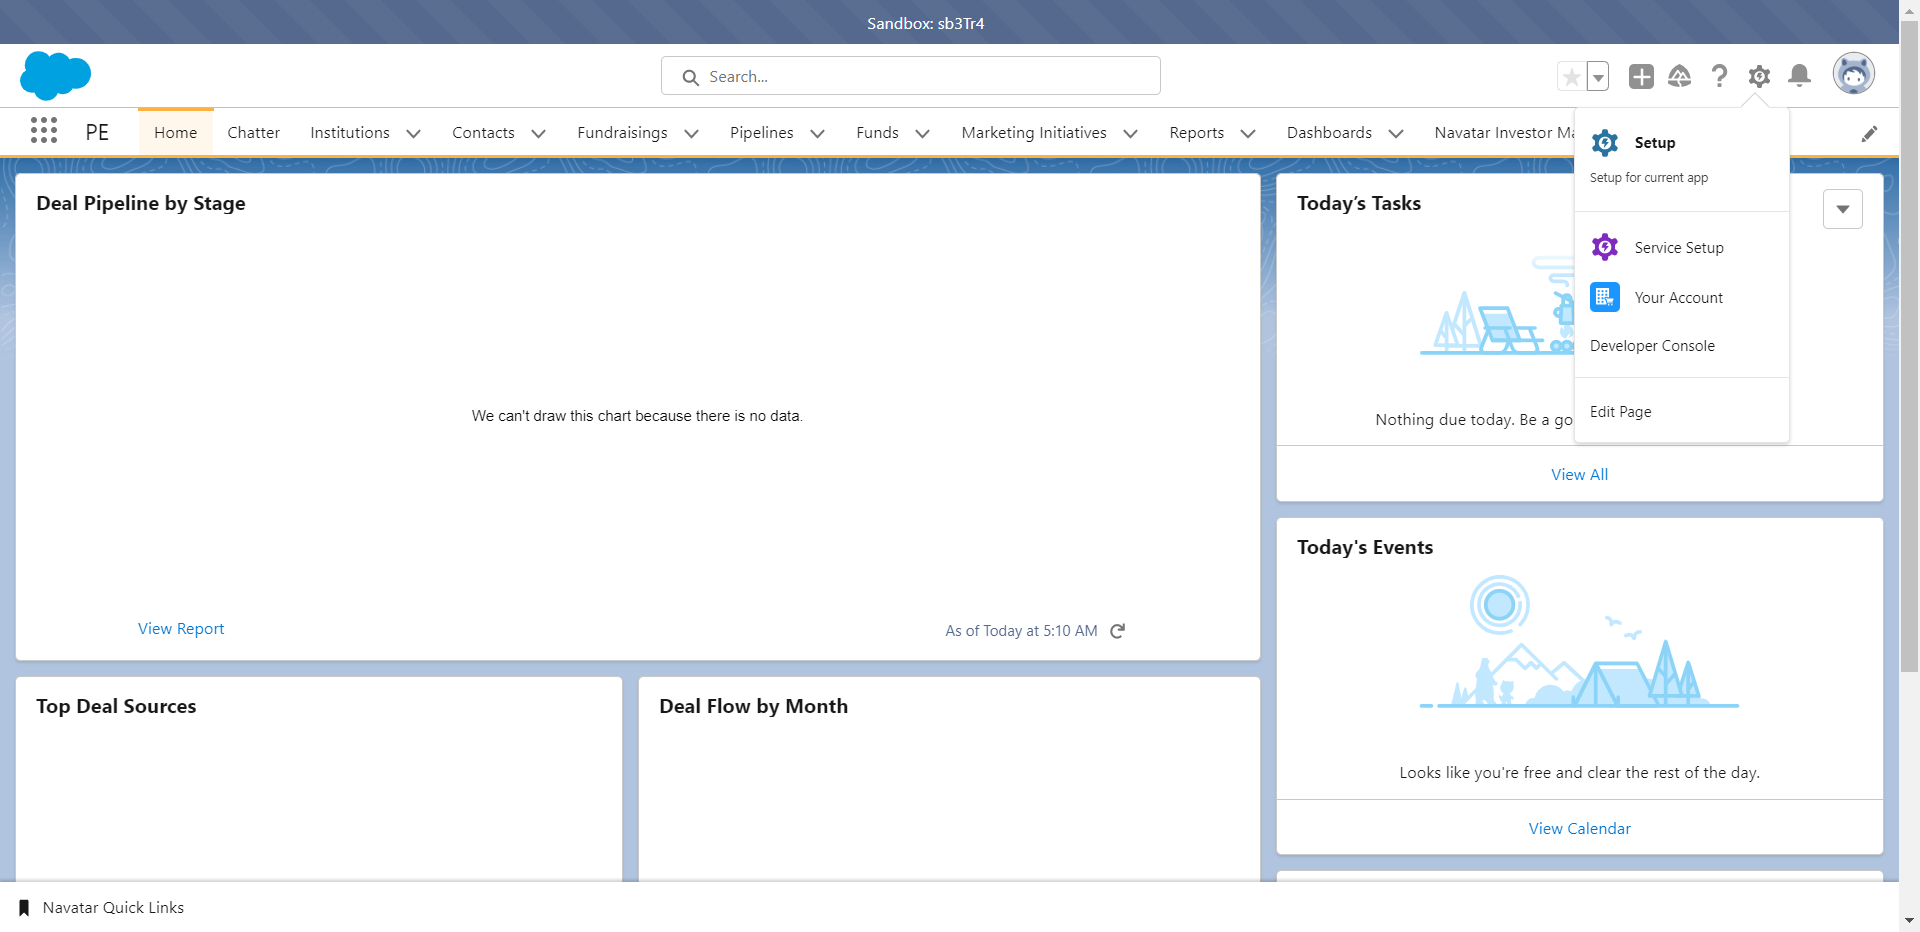 Sandbox: sb3Tr4
Search...
PE
Home
Chatter
Institutions
Contacts
Fundraisings
Pipelines
Funds
Marketing Initiatives
Reports
Dashboards
Navatar Investor
Setup
Setup for current app
Service Setup
Your Account
Developer Console
Edit Page
Deal Pipeline by Stage
We can't draw this chart because there is no data.
View Report
As of Today at 5:10 AM
Today’s Tasks
Nothing due today. Be a
View All
Today's Events
Looks like you're free and clear the rest of the day.
View Calendar
Top Deal Sources
Deal Flow by Month
Navatar Quick Links